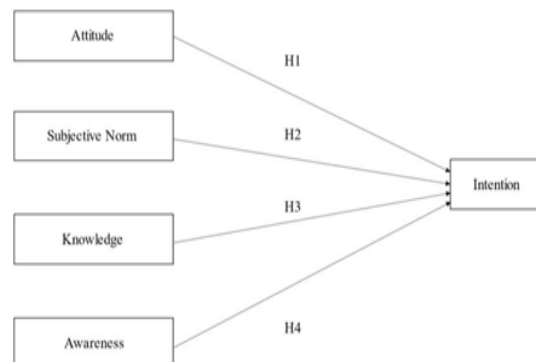 Attitude
H1
Subjective Norm
H2
Intention
Knowledge
H3
Awareness
H4